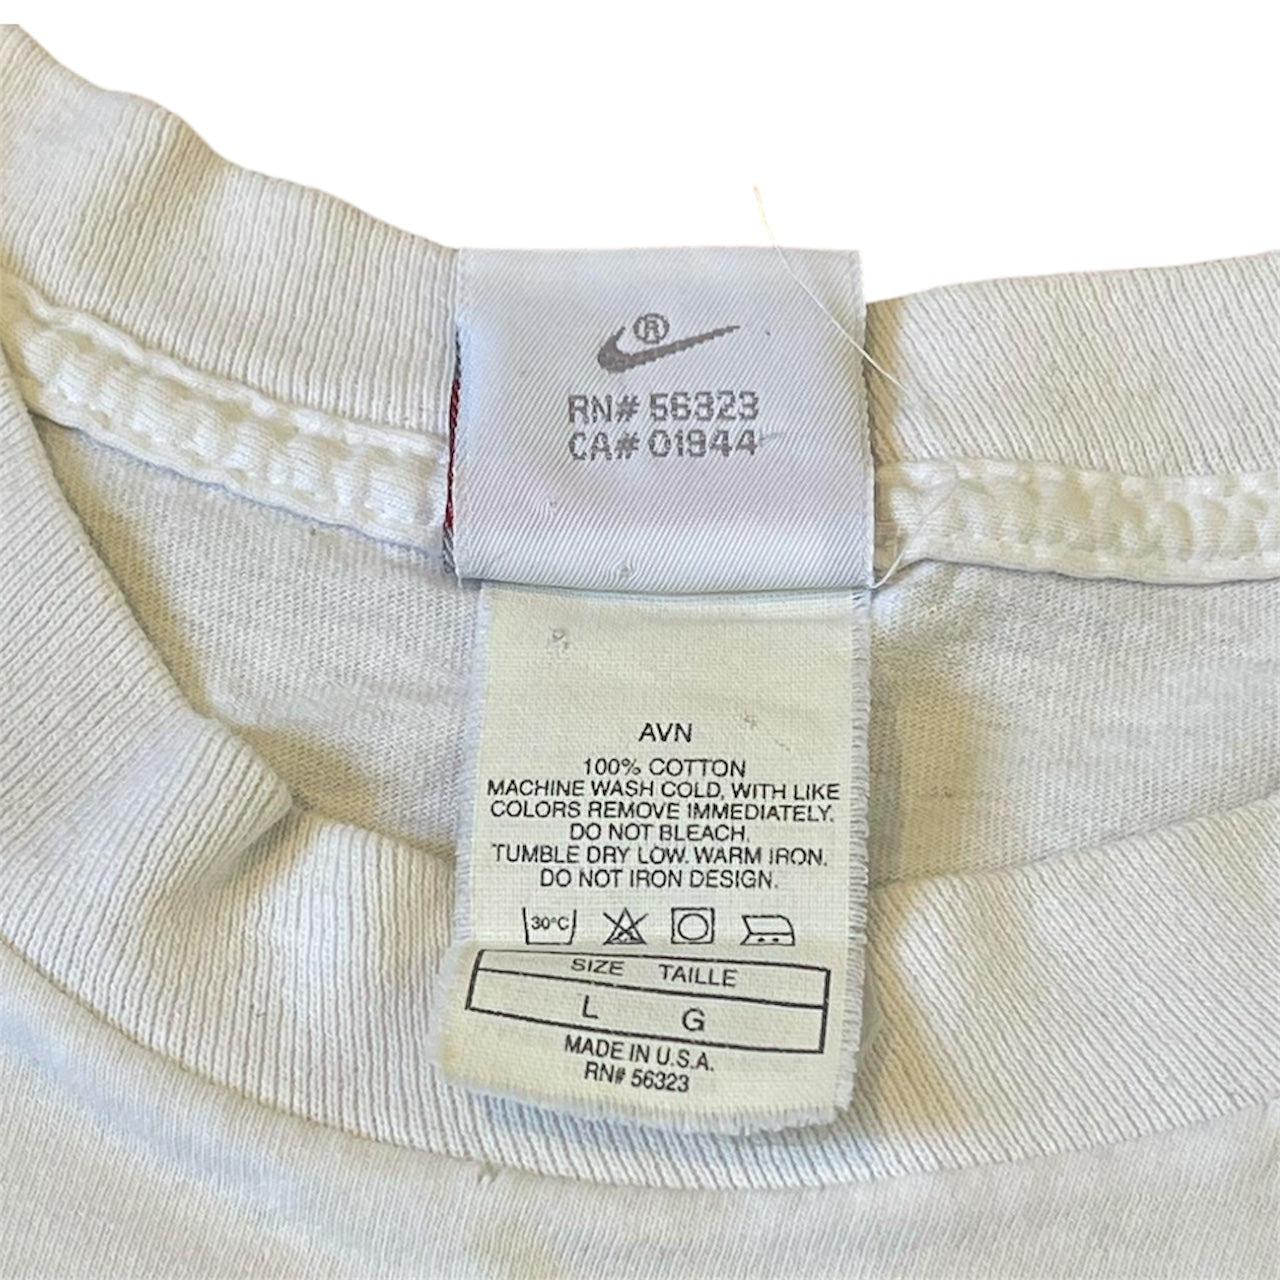 ®
RN# 56323
CA# 01944
AVN
100% COTTON
MACHINE WASH COLD, WITH LIKE
COLORS REMOVE IMMEDIATELY.
DO NOT BLEACH.
TUMBLE DRY LOW. WARM IRON.
DO NOT IRON DESIGN.
30°C
SIZE TAILLE
L G
MADE IN U.S.A.
RN# 56323